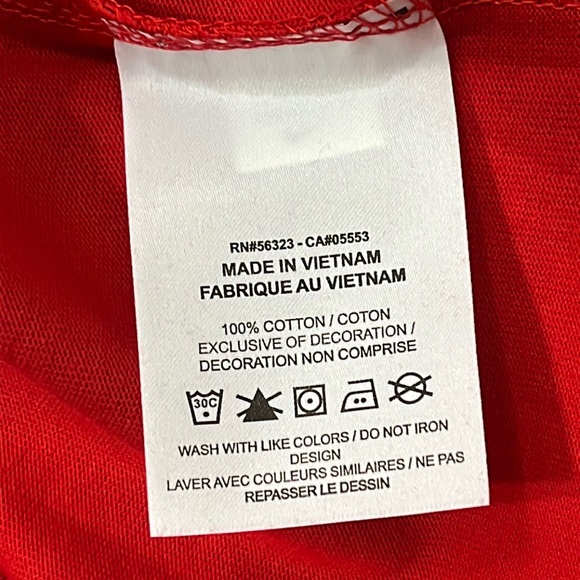 RN#56323 - CA#05553
MADE IN VIETNAM
FABRIQUE AU VIETNAM
100% COTTON / COTON
EXCLUSIVE OF DECORATION /
DECORATION NON COMPRISE
30C
WASH WITH LIKE COLORS / DO NOT IRON
DESIGN
LAVER AVEC COULEURS SIMILAIRES / NE PAS
REPASSER LE DESSIN